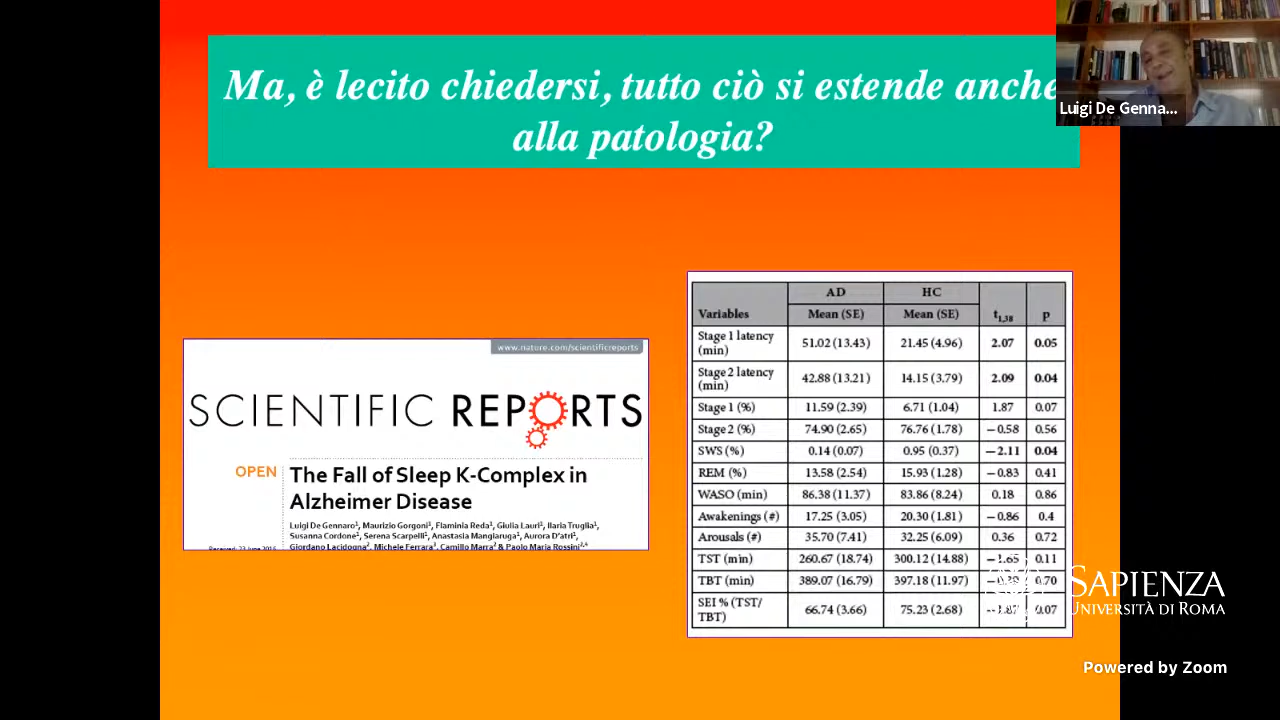 Ma, è lecito chiedersi, tutto ciò si estende anche
alla patologia?
Luigi De Genna...
www.nature.com/scientificreports
SCIENTIFIC REPORTS
OPEN
The Fall of Sleep K-Complex in
Alzheimer Disease
Luigi De Gennaro¹, Maurizio Gorgoni¹, Flaminia Reda¹, Giulia Lauri¹, Ilaria Truglia¹,
Susanna Cordone¹, Serena Scarpelli¹, Anastasia Mangiaruga¹, Aurora D'atri¹,
Giordano Lacidogna², Michele Ferrara³, Camillo Marra² & Paolo Maria Rossini²,⁴
Received: 23 June 2016
AD HC
Variables Mean (SE) Mean (SE) t1,38 p
Stage 1 latency
(min) 51.02 (13.43) 21.45 (4.96) 2.07 0.05
Stage 2 latency
(min) 42.88 (13.21) 14.15 (3.79) 2.09 0.04
Stage 1 (%) 11.59 (2.39) 6.71 (1.04) 1.87 0.07
Stage 2 (%) 74.90 (2.65) 76.76 (1.78) −0.58 0.56
SWS (%) 0.14 (0.07) 0.95 (0.37) −2.11 0.04
REM (%) 13.58 (2.54) 15.93 (1.28) −0.83 0.41
WASO (min) 86.38 (11.37) 83.86 (8.24) 0.18 0.86
Awakenings (#) 17.25 (3.05) 20.30 (1.81) −0.86 0.4
Arousals (#) 35.70 (7.41) 32.25 (6.09) 0.36 0.72
TST (min) 260.67 (18.74) 300.12 (14.88) −1.65 0.11
TBT (min) 389.07 (16.79) 397.18 (11.97) 0.70
SEI % (TST/
TBT) 66.74 (3.66) 75.23 (2.68) 0.07
SAPIENZA
UNIVERSITÀ DI ROMA
Powered by Zoom